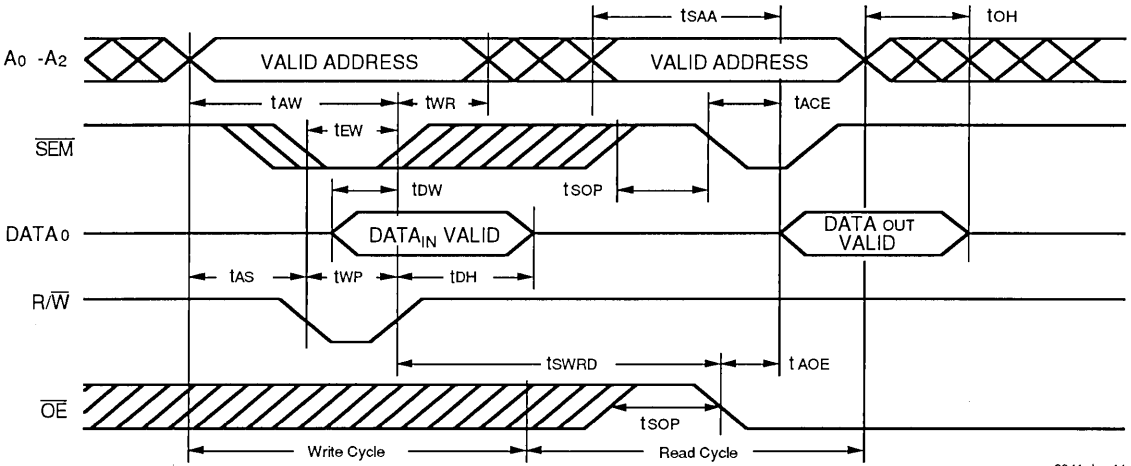 tSAA
tOH
A0 -A2
VALID ADDRESS
VALID ADDRESS
tAW
tWR
tACE
tEW
SEM
tDW
tSOP
DATA0
DATAIN VALID
DATA OUT
VALID
tAS
tWP
tDH
R/W
tSWRD
tAOE
OE
tSOP
Write Cycle
Read Cycle